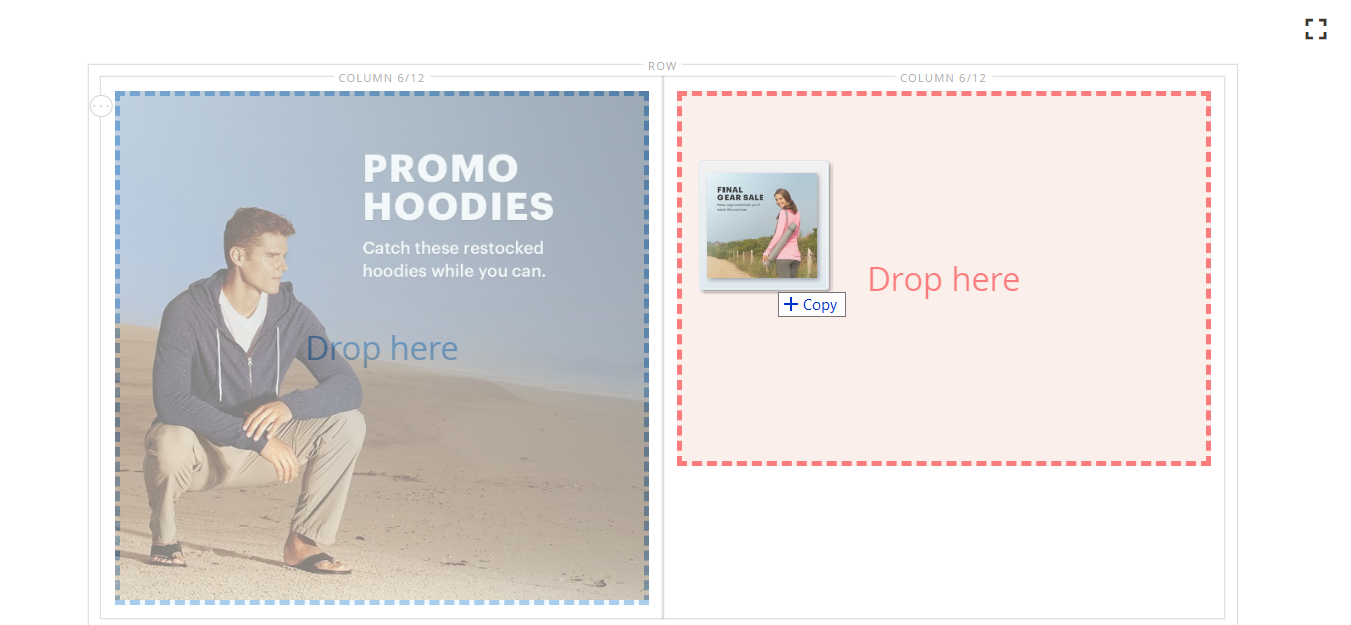 ROW
COLUMN 6/12
COLUMN 6/12
PROMO
HOODIES
Catch these restocked
hoodies while you can.
Drop here
FINAL
GEAR SALE
Drop here
Copy